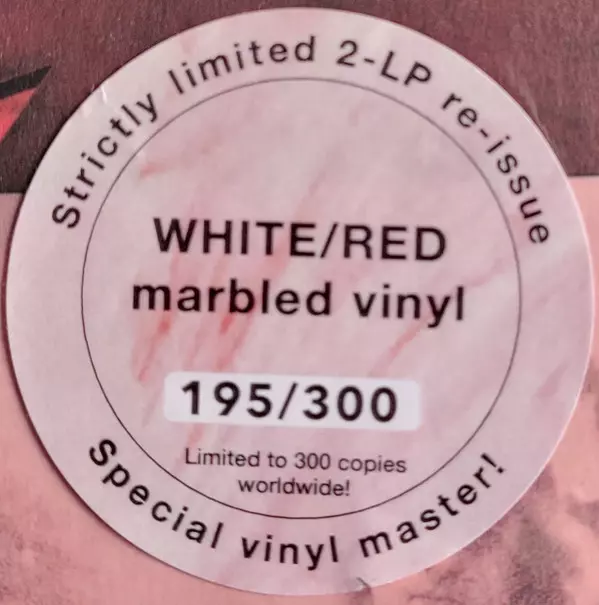 Strictly limited 2-LP re-issue
WHITE/RED
marbled vinyl
195/300
Limited to 300 copies
worldwide!
Special vinyl master!